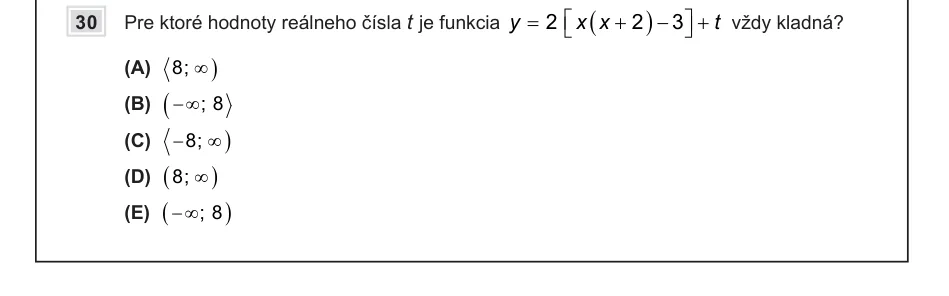 30 Pre ktoré hodnoty reálneho čísla t je funkcia y = 2[x(x+2)−3]+t vždy kladná?
(A) ⟨8; ∞)
(B) (−∞; 8⟩
(C) ⟨−8; ∞)
(D) (8; ∞)
(E) (−∞; 8)